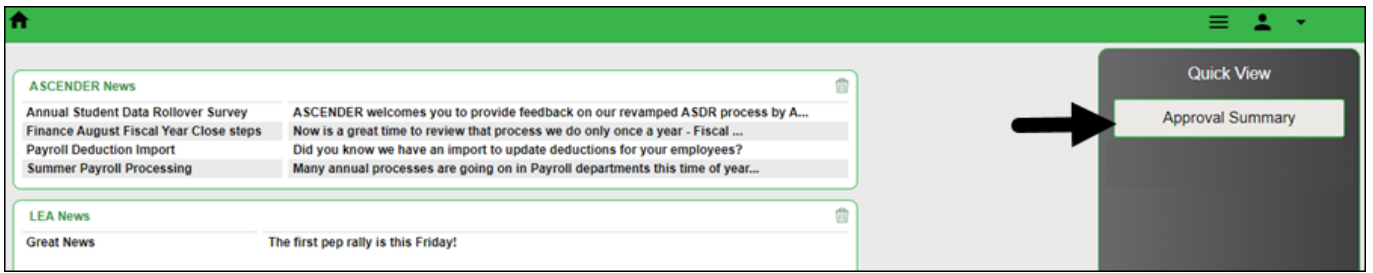 ASCENDER News
Annual Student Data Rollover Survey ASCENDER welcomes you to provide feedback on our revamped ASDR process by A...
Finance August Fiscal Year Close steps Now is a great time to review that process we do only once a year - Fiscal ...
Payroll Deduction Import Did you know we have an import to update deductions for your employees?
Summer Payroll Processing Many annual processes are going on in Payroll departments this time of year...
LEA News
Great News The first pep rally is this Friday!
Quick View
Approval Summary